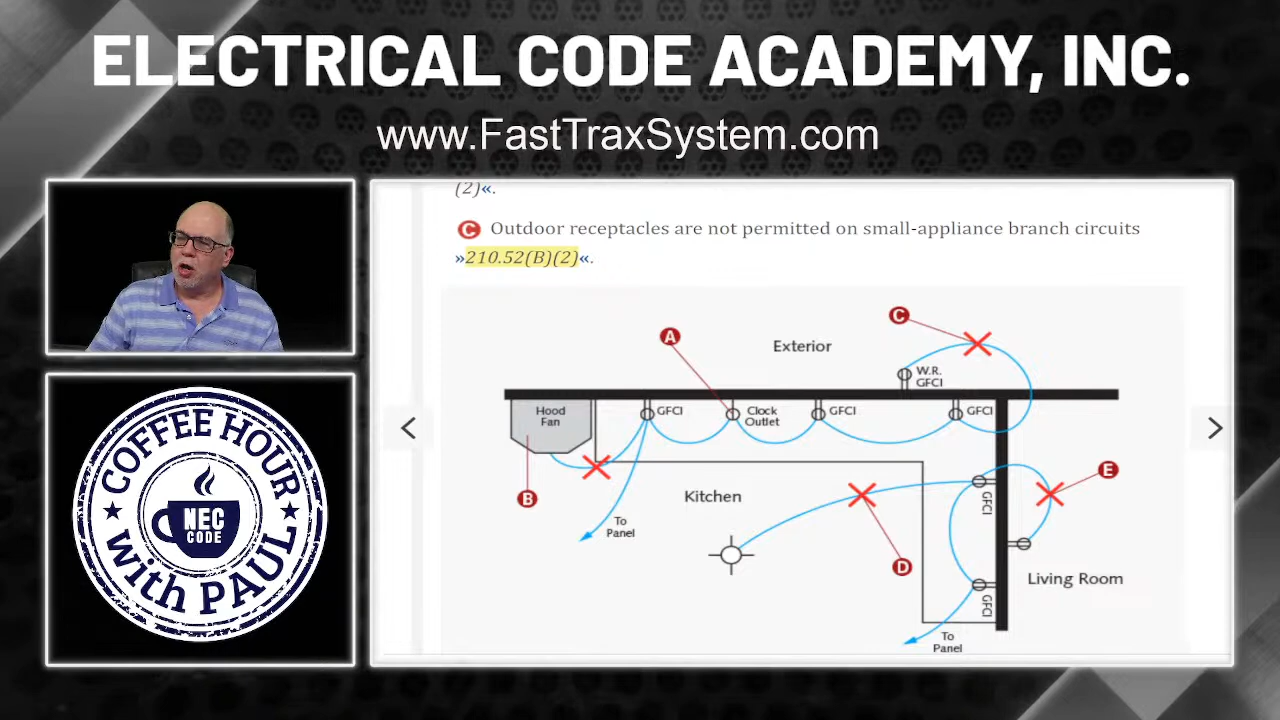 ELECTRICAL CODE ACADEMY, INC.
www.FastTraxSystem.com
(2)«.
C Outdoor receptacles are not permitted on small-appliance branch circuits
»210.52(B)(2)«.
C
A
Exterior
W.R.
GFCI
Hood
Fan
GFCI
Clock
Outlet
GFCI
GFCI
E
B
Kitchen
GFCI
To
Panel
D
Living Room
GFCI
To
Panel
COFFEE HOUR
NEC
CODE
with PAUL